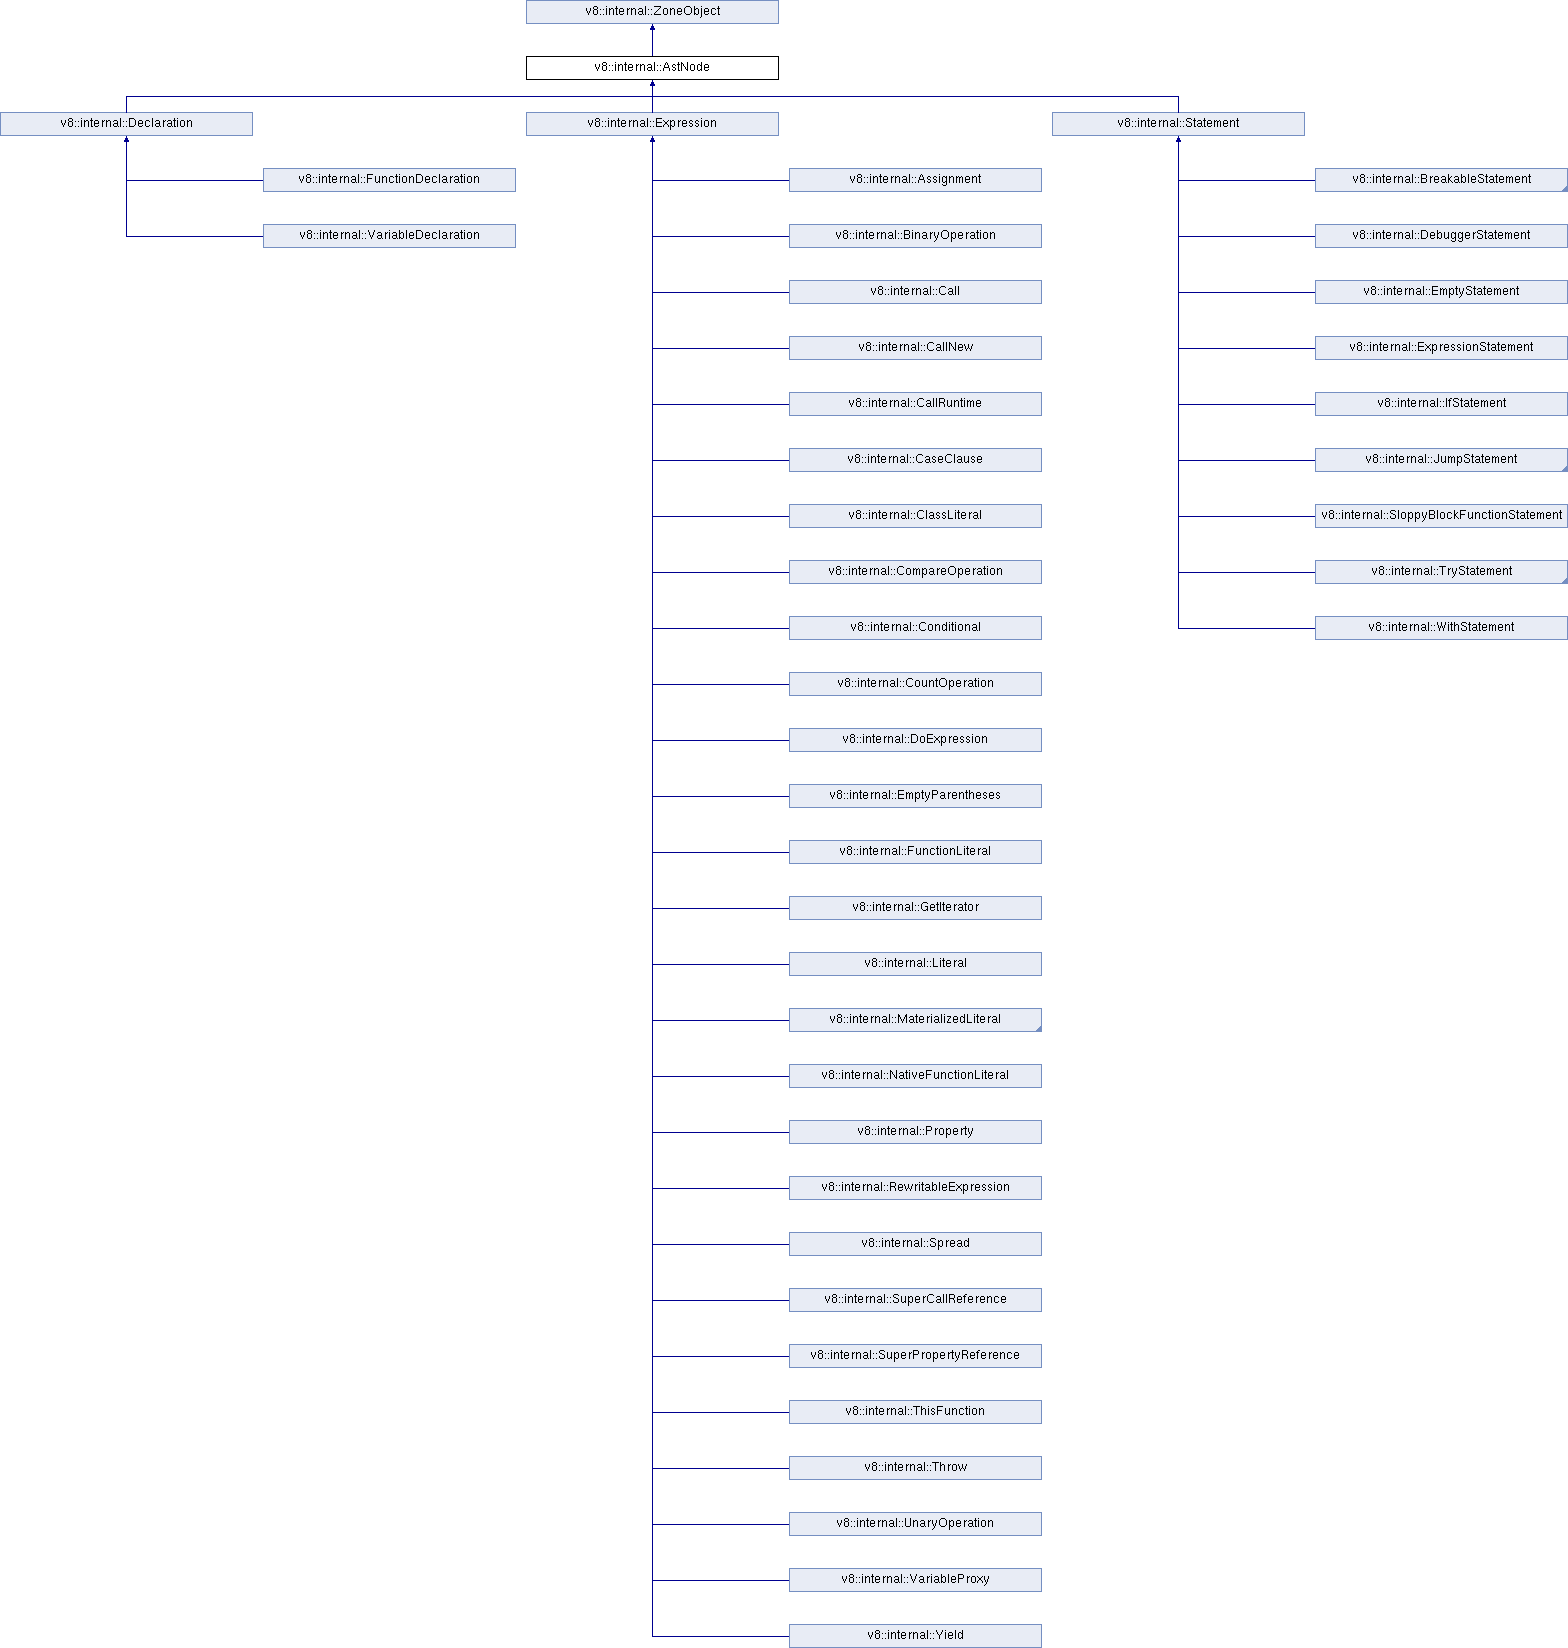 v8::internal::ZoneObject
v8::internal::AstNode
v8::internal::Declaration
v8::internal::Expression
v8::internal::Statement
v8::internal::FunctionDeclaration
v8::internal::Assignment
v8::internal::BreakableStatement
v8::internal::VariableDeclaration
v8::internal::BinaryOperation
v8::internal::DebuggerStatement
v8::internal::Call
v8::internal::EmptyStatement
v8::internal::CallNew
v8::internal::ExpressionStatement
v8::internal::CallRuntime
v8::internal::IfStatement
v8::internal::CaseClause
v8::internal::JumpStatement
v8::internal::ClassLiteral
v8::internal::SloppyBlockFunctionStatement
v8::internal::CompareOperation
v8::internal::TryStatement
v8::internal::Conditional
v8::internal::WithStatement
v8::internal::CountOperation
v8::internal::DoExpression
v8::internal::EmptyParentheses
v8::internal::FunctionLiteral
v8::internal::GetIterator
v8::internal::Literal
v8::internal::MaterializedLiteral
v8::internal::NativeFunctionLiteral
v8::internal::Property
v8::internal::RewritableExpression
v8::internal::Spread
v8::internal::SuperCallReference
v8::internal::SuperPropertyReference
v8::internal::ThisFunction
v8::internal::Throw
v8::internal::UnaryOperation
v8::internal::VariableProxy
v8::internal::Yield